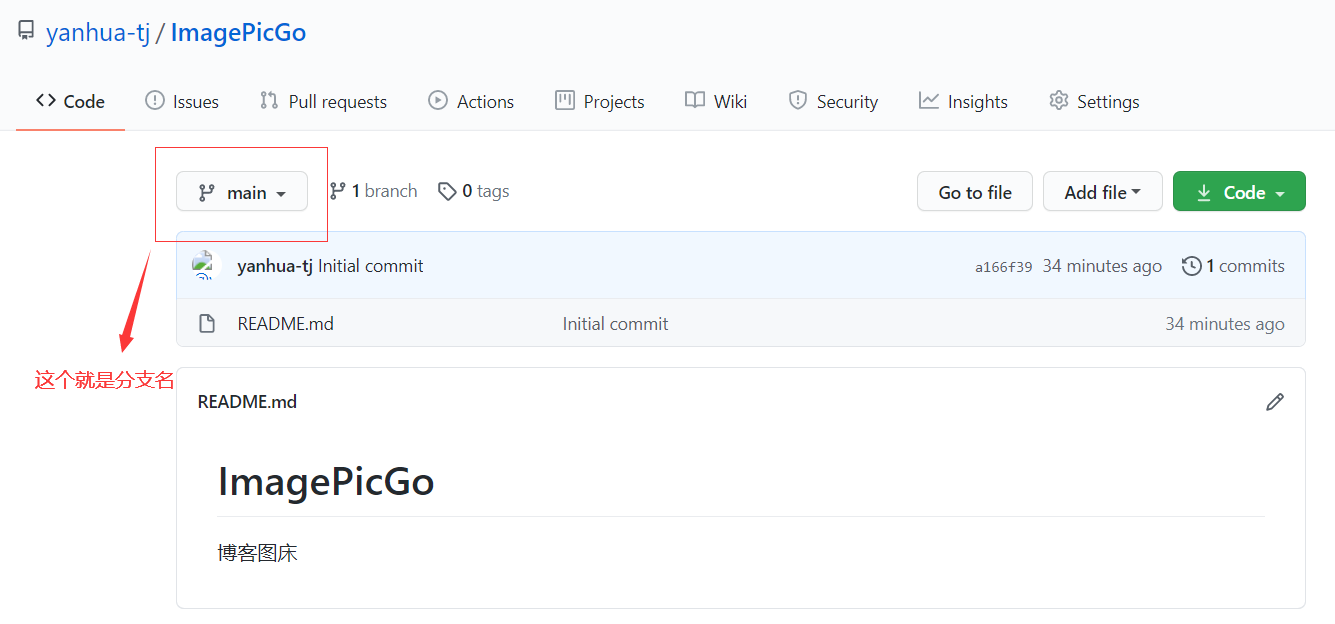 yanhua-tj / ImagePicGo
Code Issues Pull requests Actions Projects Wiki Security Insights Settings
main 1 branch 0 tags Go to file Add file Code
yanhua-tj Initial commit a166f39 34 minutes ago 1 commits
README.md Initial commit 34 minutes ago
这个就是分支名
README.md
ImagePicGo
博客图床